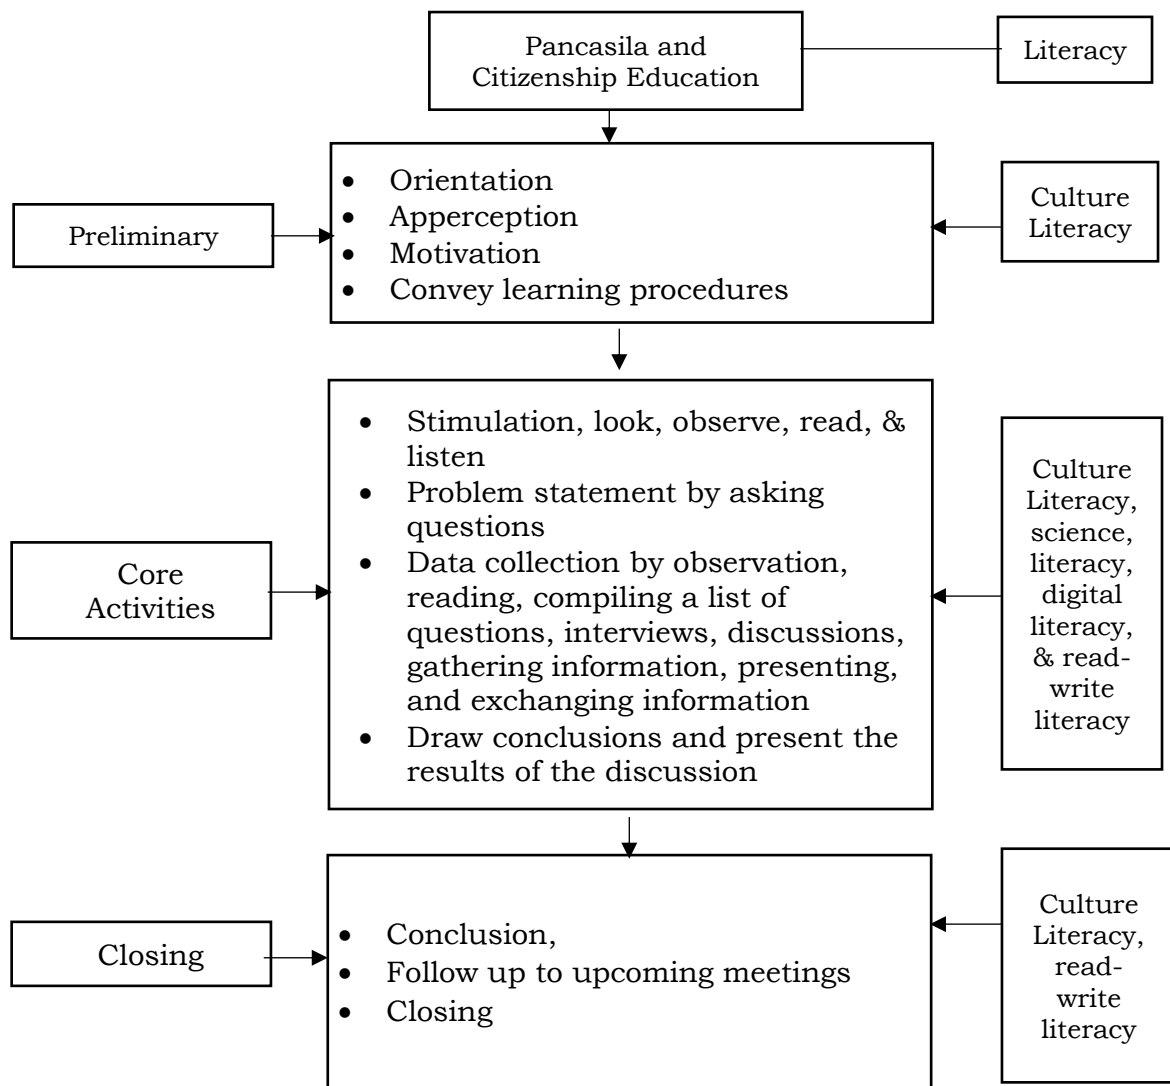 Pancasila and
Citizenship Education
Literacy
• Orientation
• Apperception
• Motivation
• Convey learning procedures
Preliminary
Culture
Literacy
• Stimulation, look, observe, read, &
listen
• Problem statement by asking
questions
• Data collection by observation,
reading, compiling a list of
questions, interviews, discussions,
gathering information, presenting,
and exchanging information
• Draw conclusions and present the
results of the discussion
Core
Activities
Culture
Literacy,
science,
literacy,
digital
literacy,
& read-
write
literacy
• Conclusion,
• Follow up to upcoming meetings
• Closing
Closing
Culture
Literacy,
read-
write
literacy